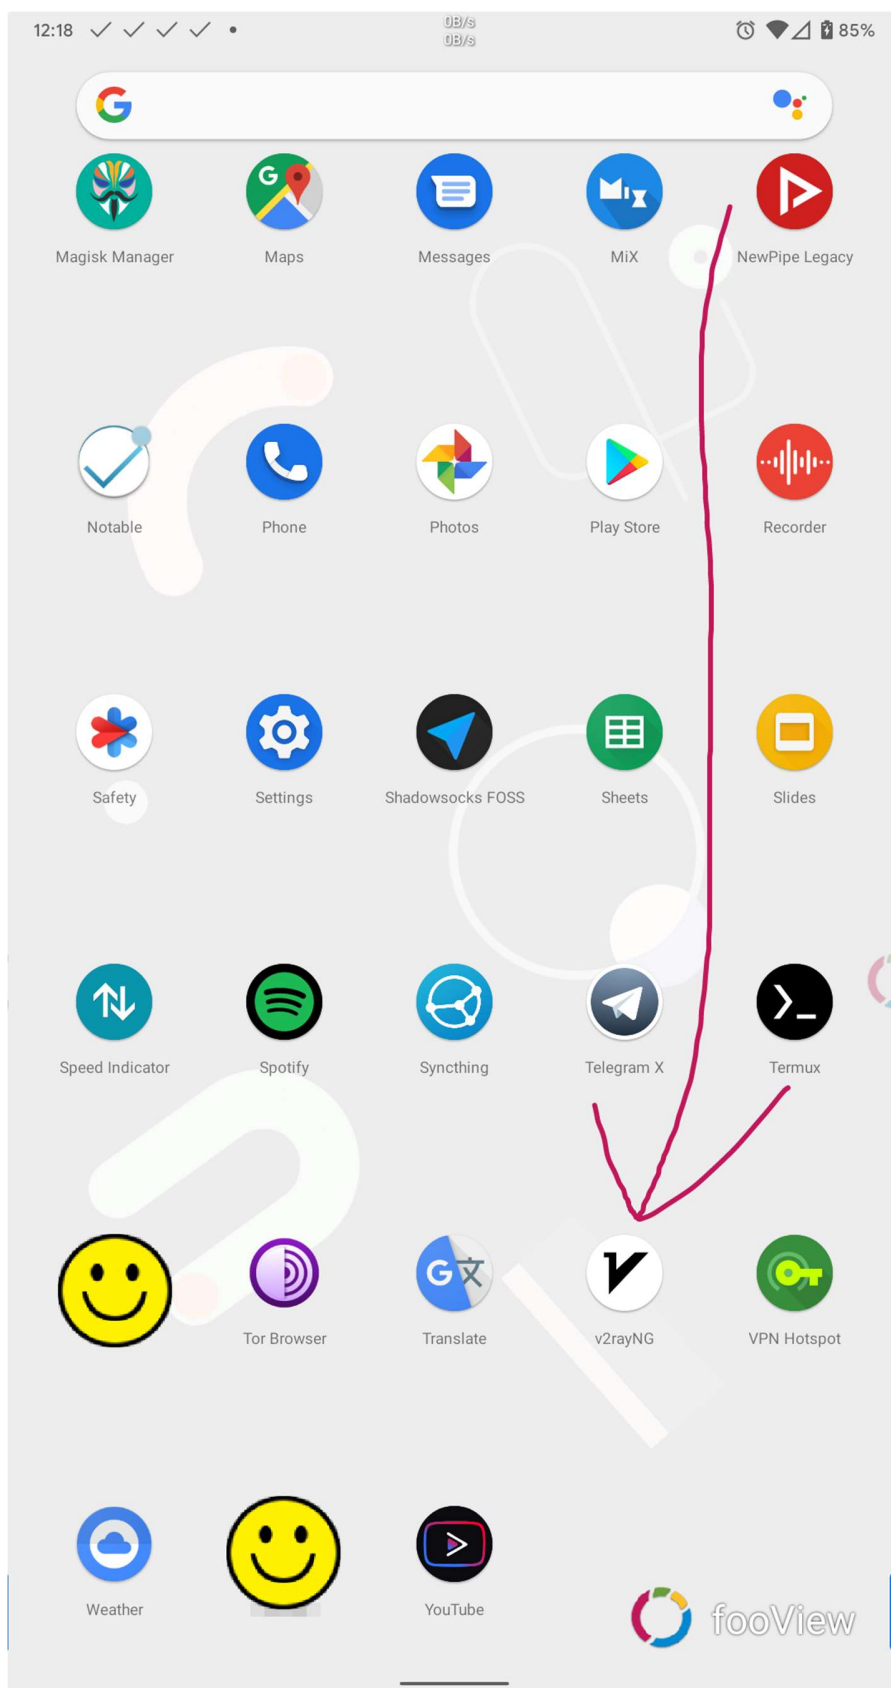 12:18
0B/s
0B/s
85%
Magisk Manager
Maps
Messages
MiX
NewPipe Legacy
Notable
Phone
Photos
Play Store
Recorder
Safety
Settings
Shadowsocks FOSS
Sheets
Slides
Speed Indicator
Spotify
Syncthing
Telegram X
Termux
Tor Browser
Translate
v2rayNG
VPN Hotspot
Weather
YouTube
fooView